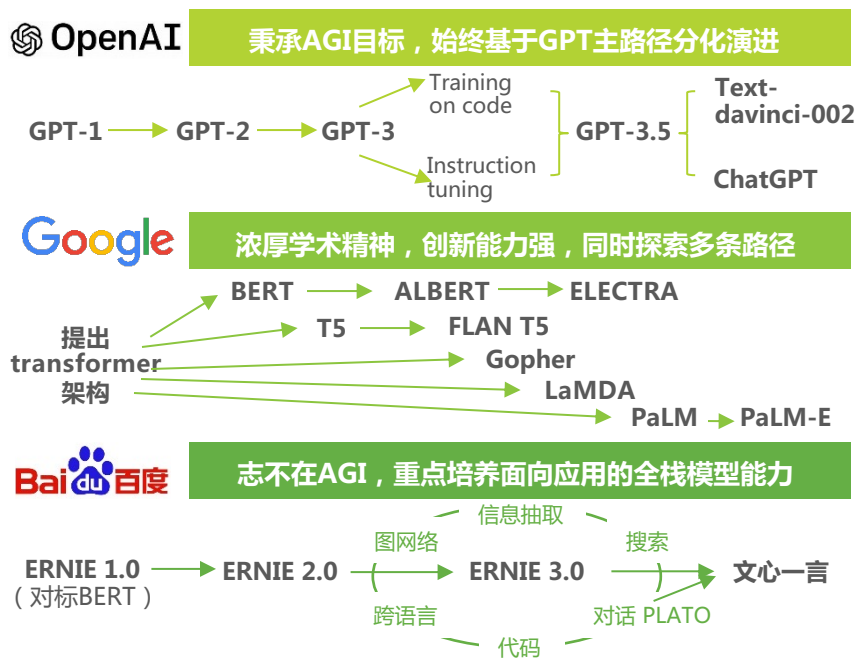 OpenAI
秉承AGI目标，始终基于GPT主路径分化演进
Training
on code
Text-
davinci-002
GPT-1
GPT-2
GPT-3
GPT-3.5
Instruction
tuning
ChatGPT
Google
浓厚学术精神，创新能力强，同时探索多条路径
BERT
ALBERT
ELECTRA
提出
transformer
架构
T5
FLAN T5
Gopher
LaMDA
PaLM
PaLM-E
Bai du 百度
志不在AGI，重点培养面向应用的全栈模型能力
信息抽取
图网络
搜索
ERNIE 1.0
（对标BERT）
ERNIE 2.0
ERNIE 3.0
文心一言
跨语言
对话 PLATO
代码